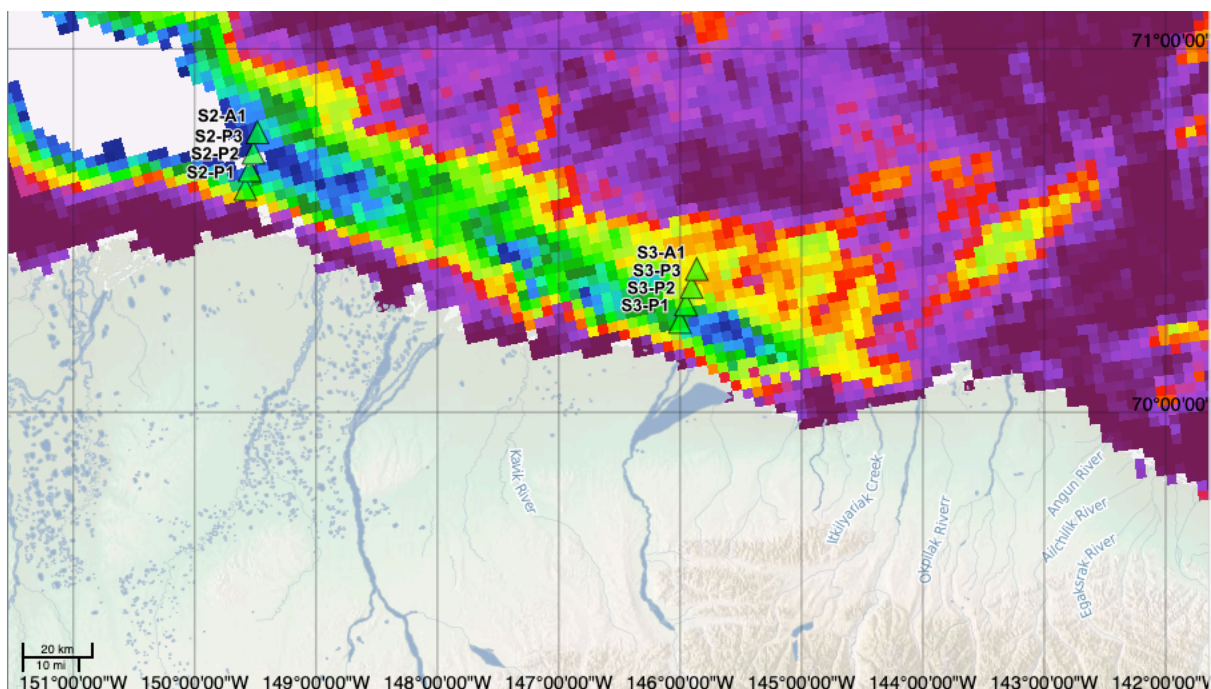 71°00'00"
S2-A1
S2-P3
S2-P2
S2-P1
S3-A1
S3-P3
S3-P2
S3-P1
70°00'00"
Kavik River
Itkilyariak Creek
Okpilak Riverr
Angun River
Ailchilik River
Egaksrak River
20 km
10 mi
151°00'00"W 150°00'00"W 149°00'00"W 148°00'00"W 147°00'00"W 146°00'00"W 145°00'00"W 144°00'00"W 143°00'00"W 142°00'00"W